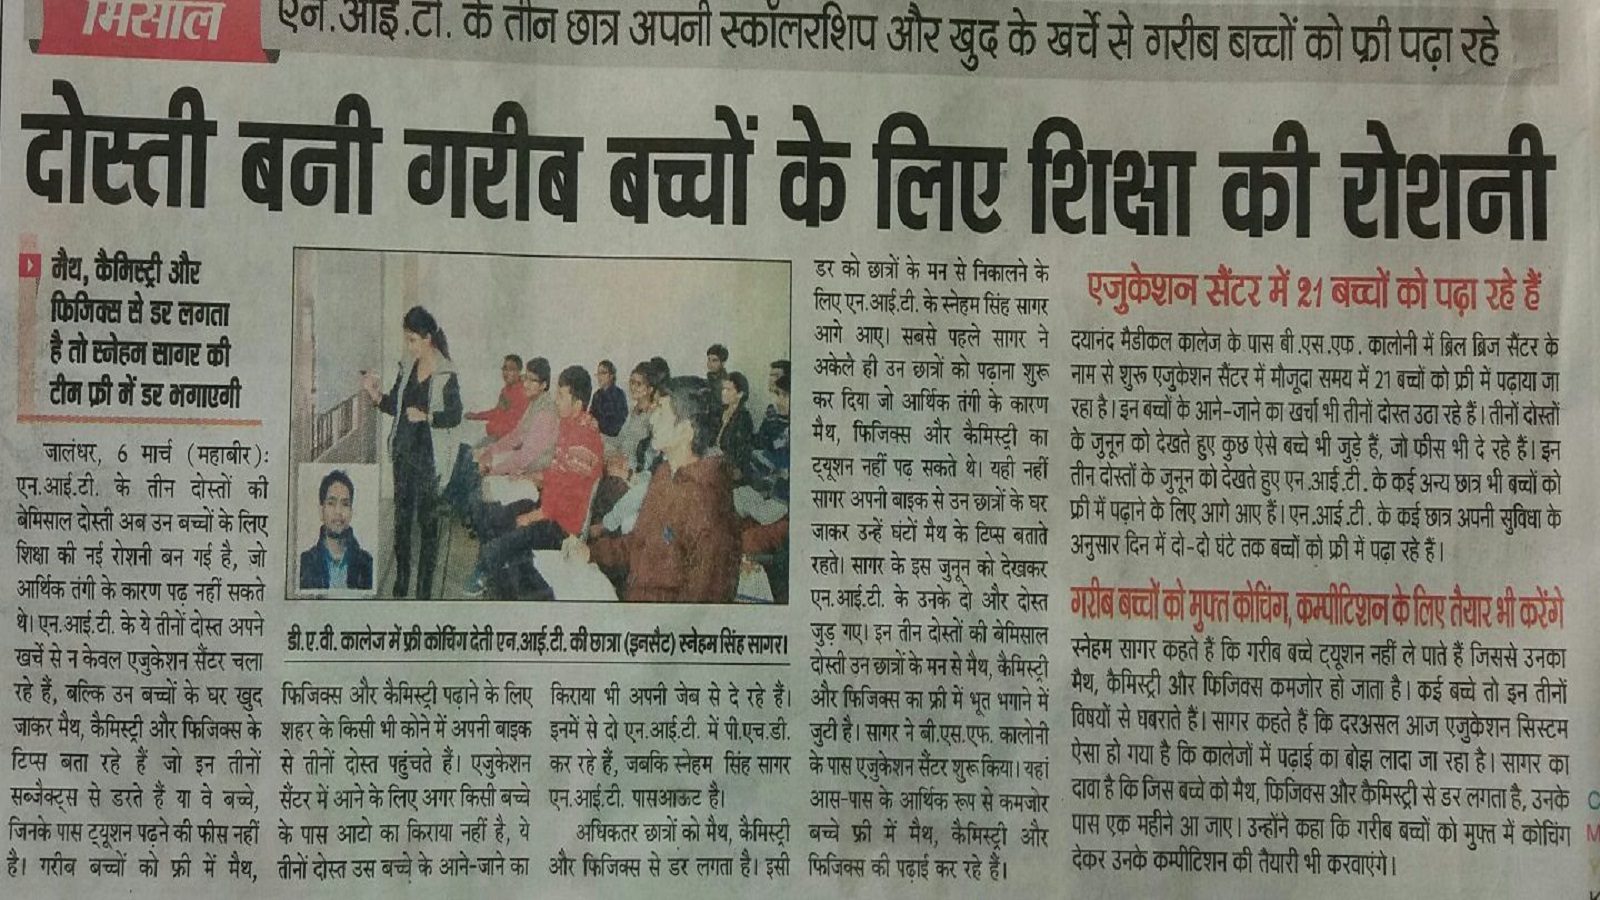 मिसाल
एन.आई.टी. के तीन छात्र अपनी स्कॉलरशिप और खुद के खर्चे से गरीब बच्चों को फ्री पढ़ा रहे
दोस्ती बनी गरीब बच्चों के लिए शिक्षा की रोशनी
मैथ, कैमिस्ट्री और
फिजिक्स से डर लगता
है तो स्नेहम सागर की
टीम फ्री में डर भगाएगी
जालंधर, 6 मार्च (महाबीर):
एन.आई.टी. के तीन दोस्तों की
बेमिसाल दोस्ती अब उन बच्चों के लिए
शिक्षा की नई रोशनी बन गई है, जो
आर्थिक तंगी के कारण पढ़ नहीं सकते
थे। एन.आई.टी. के ये तीनों दोस्त अपने
खर्चे से न केवल एजुकेशन सैंटर चला
रहे हैं, बल्कि उन बच्चों के घर खुद
जाकर मैथ, कैमिस्ट्री और फिजिक्स के
टिप्स बता रहे हैं जो इन तीनों
सब्जैक्ट्स से डरते हैं या वे बच्चे,
जिनके पास ट्यूशन पढ़ने की फीस नहीं
है। गरीब बच्चों को फ्री में मैथ,
डी.ए.वी. कालेज में फ्री कोचिंग देती एन.आई.टी. की छात्रा (इनसैट) स्नेहम सिंह सागर।
फिजिक्स और कैमिस्ट्री पढ़ाने के लिए
शहर के किसी भी कोने में अपनी बाइक
से तीनों दोस्त पहुंचते हैं। एजुकेशन
सैंटर में आने के लिए अगर किसी बच्चे
के पास आटो का किराया नहीं है, ये
तीनों दोस्त उस बच्चे के आने-जाने का
किराया भी अपनी जेब से दे रहे हैं।
इनमें से दो एन.आई.टी. में पी.एच.डी.
कर रहे हैं, जबकि स्नेहम सिंह सागर
एन.आई.टी. पासआऊट है।
अधिकतर छात्रों को मैथ, कैमिस्ट्री
और फिजिक्स से डर लगता है। इसी
डर को छात्रों के मन से निकालने के
लिए एन.आई.टी. के स्नेहम सिंह सागर
आगे आए। सबसे पहले सागर ने
अकेले ही उन छात्रों को पढ़ाना शुरू
कर दिया जो आर्थिक तंगी के कारण
मैथ, फिजिक्स और कैमिस्ट्री का
ट्यूशन नहीं पढ़ सकते थे। यही नहीं
सागर अपनी बाइक से उन छात्रों के घर
जाकर उन्हें घंटों मैथ के टिप्स बताते
रहते। सागर के इस जुनून को देखकर
एन.आई.टी. के उनके दो और दोस्त
जुड़ गए। इन तीन दोस्तों की बेमिसाल
दोस्ती उन छात्रों के मन से मैथ, कैमिस्ट्री
और फिजिक्स का फ्री में भूत भगाने में
जुटी है। सागर ने बी.एस.एफ. कालोनी
के पास एजुकेशन सैंटर शुरू किया। यहां
आस-पास के आर्थिक रूप से कमजोर
बच्चे फ्री में मैथ, कैमिस्ट्री और
फिजिक्स की पढ़ाई कर रहे हैं।
एजुकेशन सैंटर में 21 बच्चों को पढ़ा रहे हैं
दयानंद मैडीकल कालेज के पास बी.एस.एफ. कालोनी में ब्रिल ब्रिज सैंटर के
नाम से शुरू एजुकेशन सैंटर में मौजूदा समय में 21 बच्चों को फ्री में पढ़ाया जा
रहा है। इन बच्चों के आने-जाने का खर्चा भी तीनों दोस्त उठा रहे हैं। तीनों दोस्तों
के जुनून को देखते हुए कुछ ऐसे बच्चे भी जुड़े हैं, जो फीस भी दे रहे हैं। इन
तीन दोस्तों के जुनून को देखते हुए एन.आई.टी. के कई अन्य छात्र भी बच्चों को
फ्री में पढ़ाने के लिए आगे आए हैं। एन.आई.टी. के कई छात्र अपनी सुविधा के
अनुसार दिन में दो-दो घंटे तक बच्चों को फ्री में पढ़ा रहे हैं।
गरीब बच्चों को मुफ्त कोचिंग, कम्पीटिशन के लिए तैयार भी करेंगे
स्नेहम सागर कहते हैं कि गरीब बच्चे ट्यूशन नहीं ले पाते हैं जिससे उनका
मैथ, कैमिस्ट्री और फिजिक्स कमजोर हो जाता है। कई बच्चे तो इन तीनों
विषयों से घबराते हैं। सागर कहते हैं कि दरअसल आज एजुकेशन सिस्टम
ऐसा हो गया है कि कालेजों में पढ़ाई का बोझ लादा जा रहा है। सागर का
दावा है कि जिस बच्चे को मैथ, फिजिक्स और कैमिस्ट्री से डर लगता है, उनके
पास एक महीने आ जाए। उन्होंने कहा कि गरीब बच्चों को मुफ्त में कोचिंग
देकर उनके कम्पीटिशन की तैयारी भी करवाएंगे।